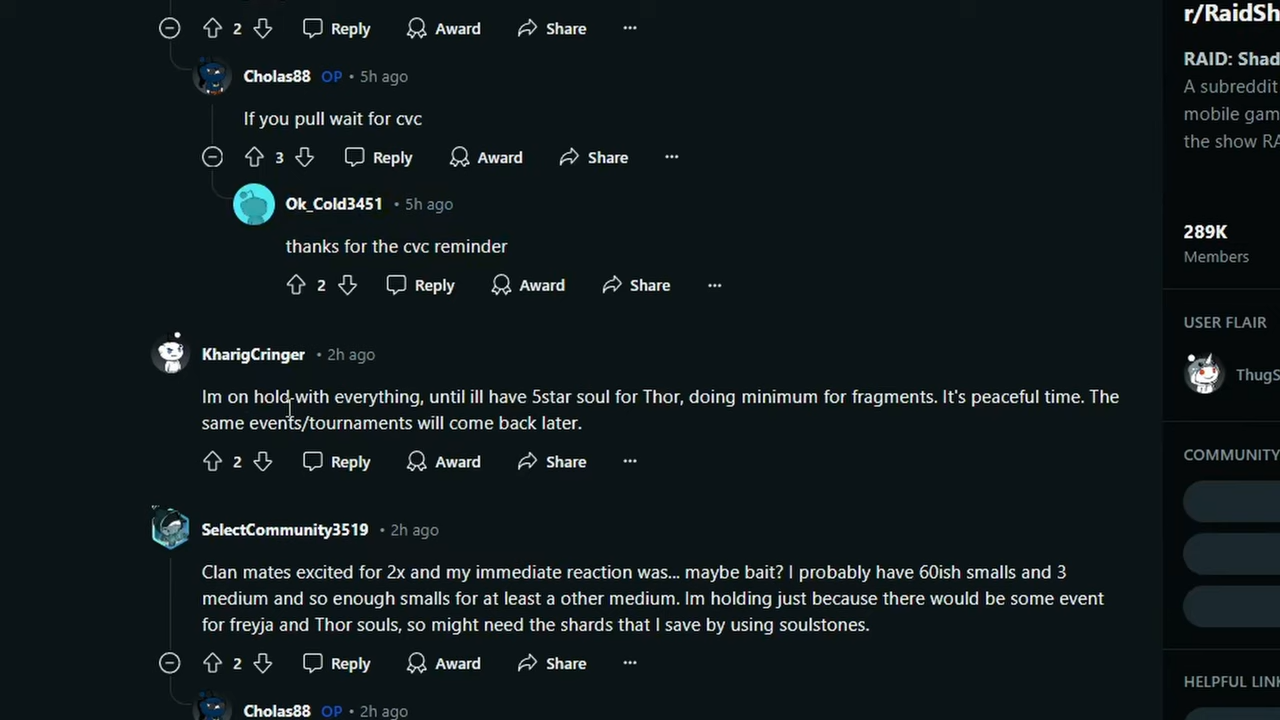 2 Reply Award Share ...
Cholas88 OP • 5h ago
If you pull wait for cvc
3 Reply Award Share ...
Ok_Cold3451 • 5h ago
thanks for the cvc reminder
2 Reply Award Share ...
KharigCringer • 2h ago
Im on hold with everything, until ill have 5star soul for Thor, doing minimum for fragments. It's peaceful time. The
same events/tournaments will come back later.
2 Reply Award Share ...
SelectCommunity3519 • 2h ago
Clan mates excited for 2x and my immediate reaction was... maybe bait? I probably have 60ish smalls and 3
medium and so enough smalls for at least a other medium. Im holding just because there would be some event
for freyja and Thor souls, so might need the shards that I save by using soulstones.
2 Reply Award Share ...
Cholas88 OP • 2h ago
r/RaidSh
RAID: Shad
A subreddit
mobile gam
the show RA
289K
Members
USER FLAIR
ThugS
COMMUNITY
HELPFUL LINK